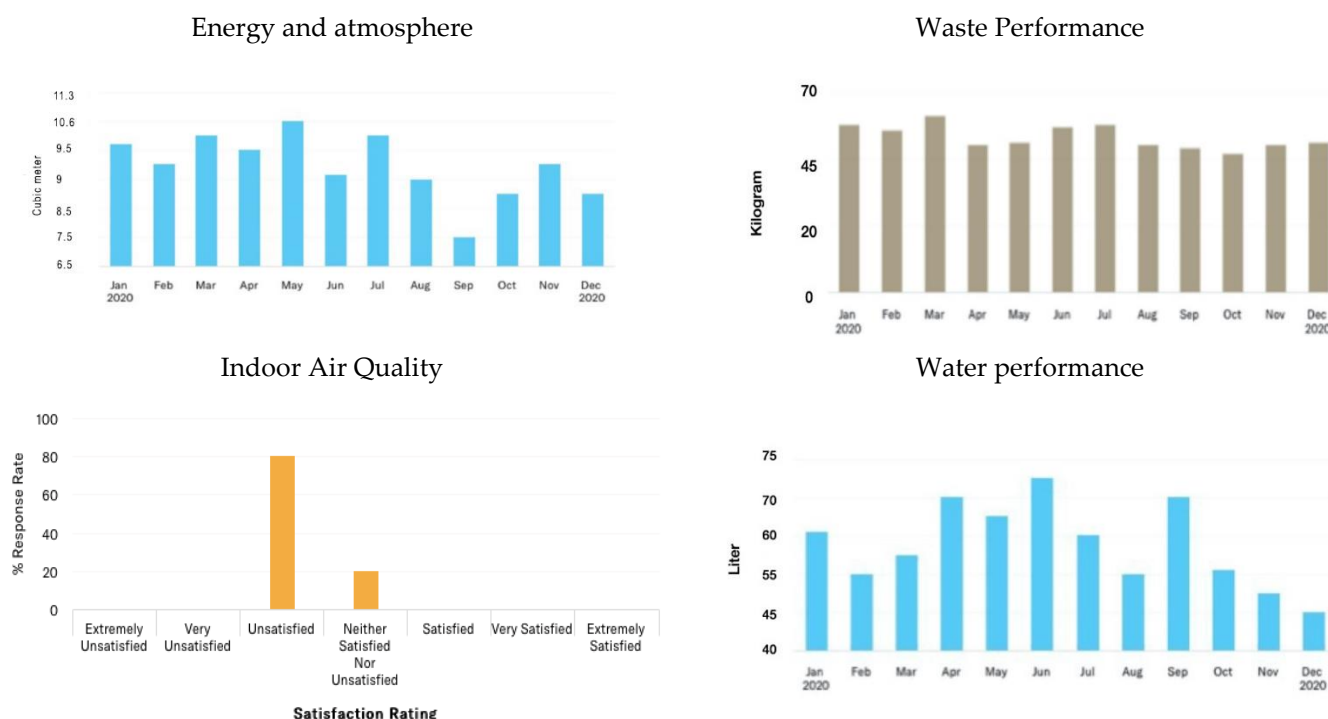 Energy and atmosphere
Cubic meter
11.3
10.6
9.5
9
8.5
7.5
6.5
Jan Feb Mar Apr May Jun Jul Aug Sep Oct Nov Dec
2020 2020
Waste Performance
Kilogram
70
45
20
0
Jan Feb Mar Apr May Jun Jul Aug Sep Oct Nov Dec
2020 2020
Indoor Air Quality
% Response Rate
100
80
60
40
20
0
Extremely Very Unsatisfied Neither Satisfied Very Satisfied Extremely
Unsatisfied Unsatisfied Satisfied Satisfied
Nor
Unsatisfied
Satisfaction Rating
Water performance
Liter
75
70
60
55
45
40
Jan Feb Mar Apr May Jun Jul Aug Sep Oct Nov Dec
2020 2020